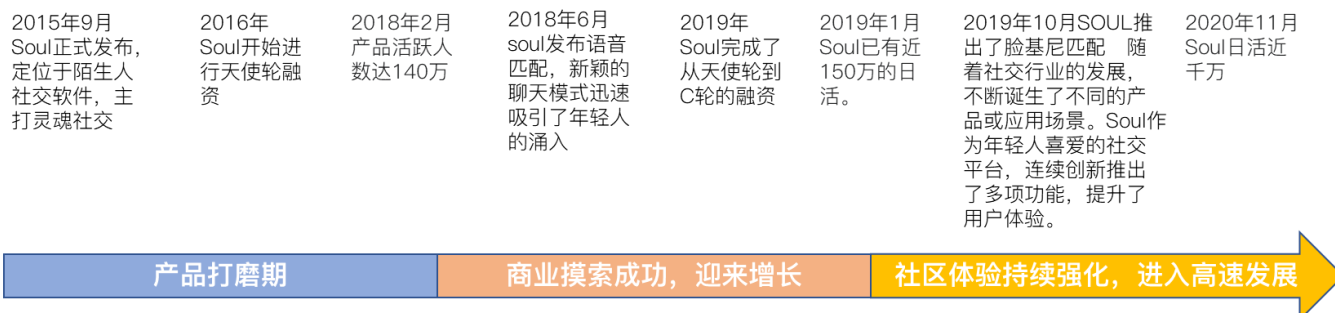 2015年9月
Soul正式发布，
定位于陌生人
社交软件，主
打灵魂社交
2016年
Soul开始进
行天使轮融
资
2018年2月
产品活跃人
数达140万
2018年6月
soul发布语音
匹配，新颖的
聊天模式迅速
吸引了年轻人
的涌入
2019年
Soul完成了
从天使轮到
C轮的融资
2019年1月
Soul已有近
150万的日
活。
2019年10月SOUL推
出了脸基尼匹配 随
着社交行业的发展，
不断诞生了不同的产
品或应用场景。Soul作
为年轻人喜爱的社交
平台，连续创新推出
了多项功能，提升了
用户体验。
2020年11月
Soul日活近
千万
产品打磨期
商业摸索成功，迎来增长
社区体验持续强化，进入高速发展